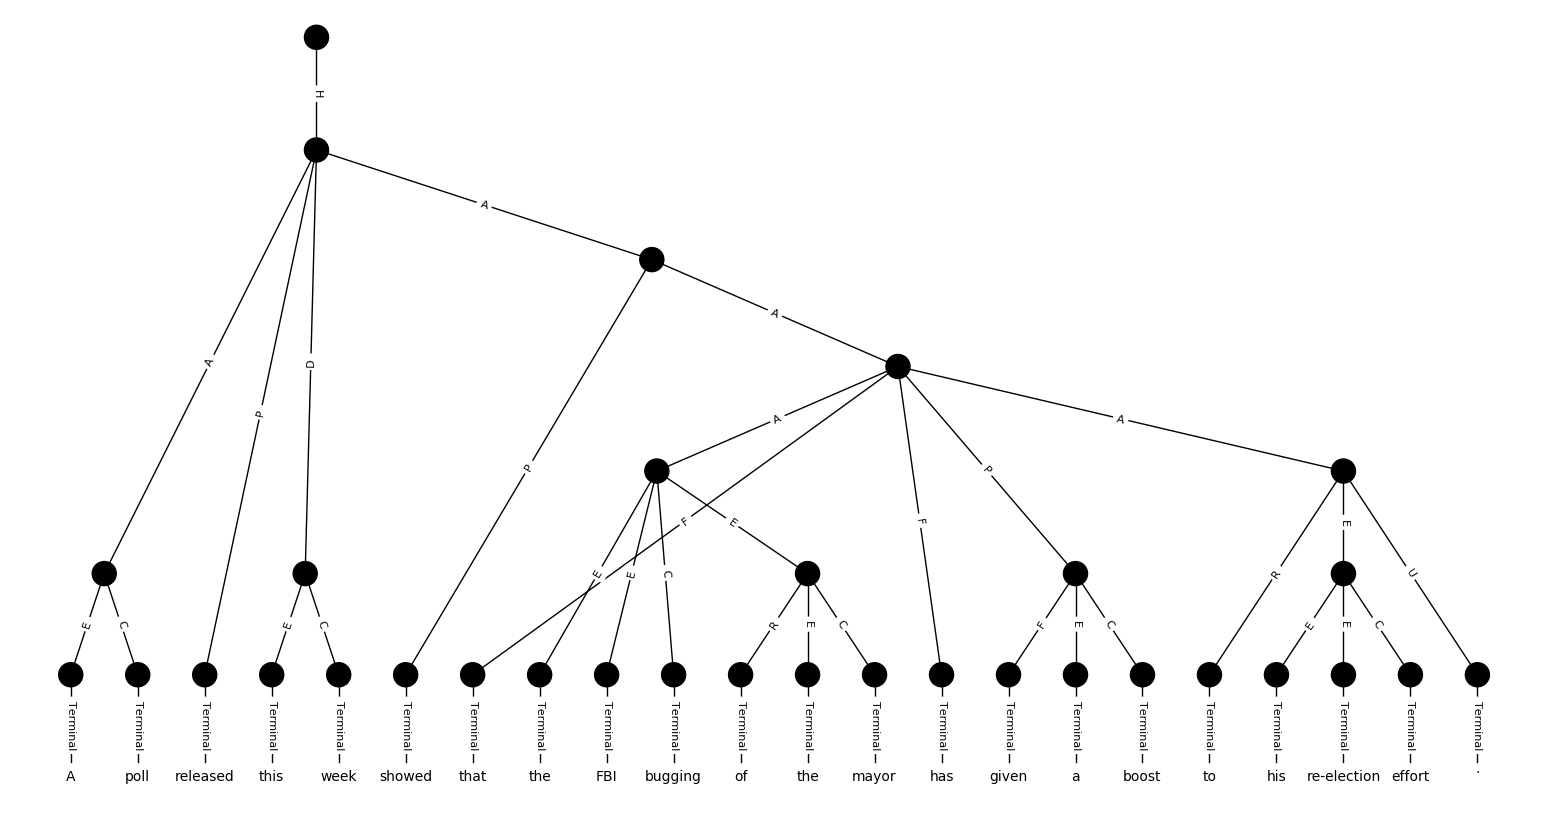 H
A
A
A
D
P
A
A
P
P
F
F
E
E
R
E
E
E
C
U
E
C
E
C
R
E
C
F
E
C
E
E
C
Terminal Terminal Terminal Terminal Terminal Terminal Terminal Terminal Terminal Terminal Terminal Terminal Terminal Terminal Terminal Terminal Terminal Terminal Terminal Terminal Terminal Terminal
A poll released this week showed that the FBI bugging of the mayor has given a boost to his re-election effort .